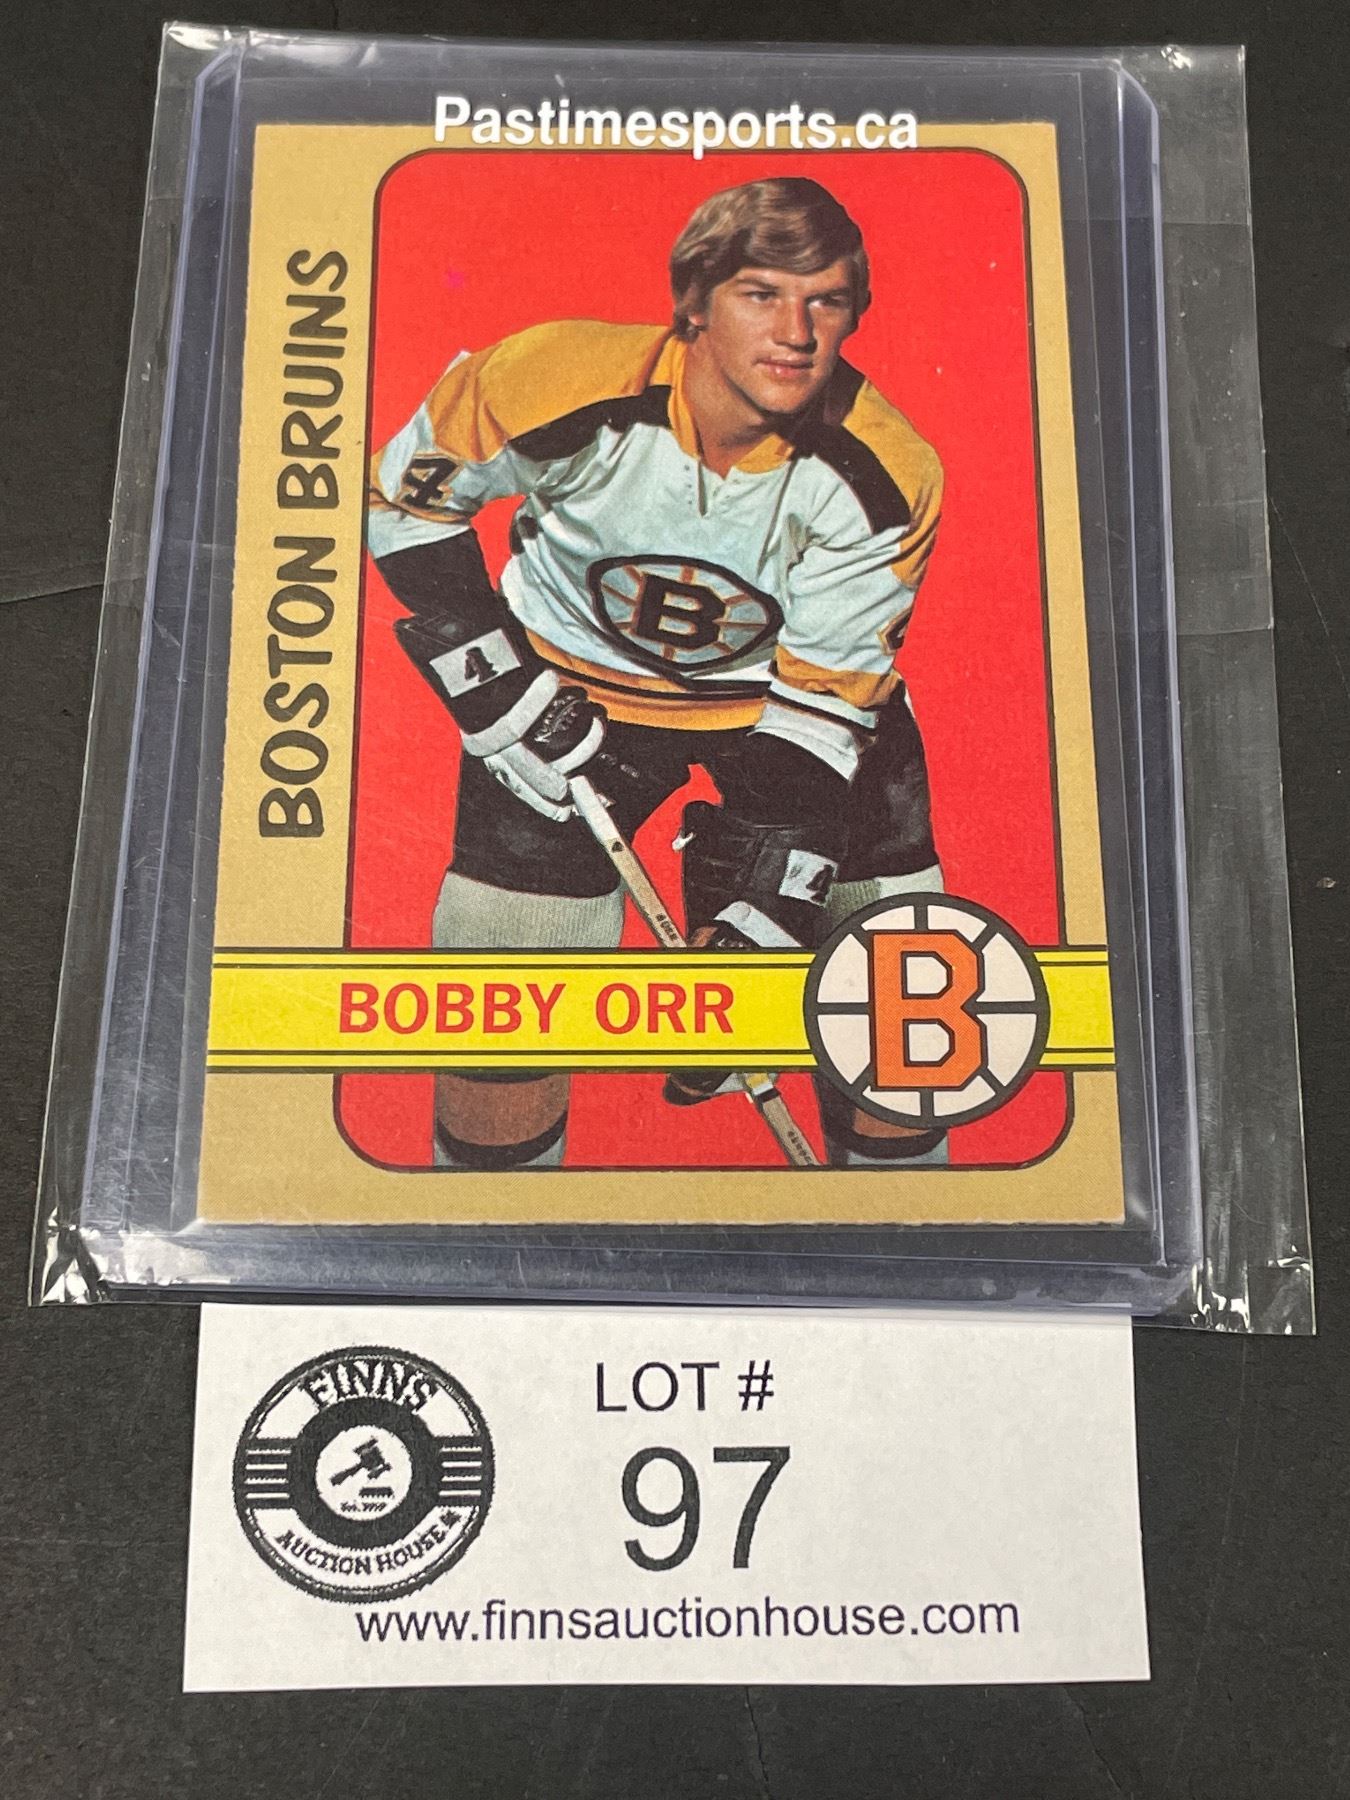 Pastimesports.ca
BOSTON BRUINS
4
B
4
4
BOBBY ORR
B
FINNS
AUCTION HOUSE
LOT #
97
www.finnsauctionhouse.com